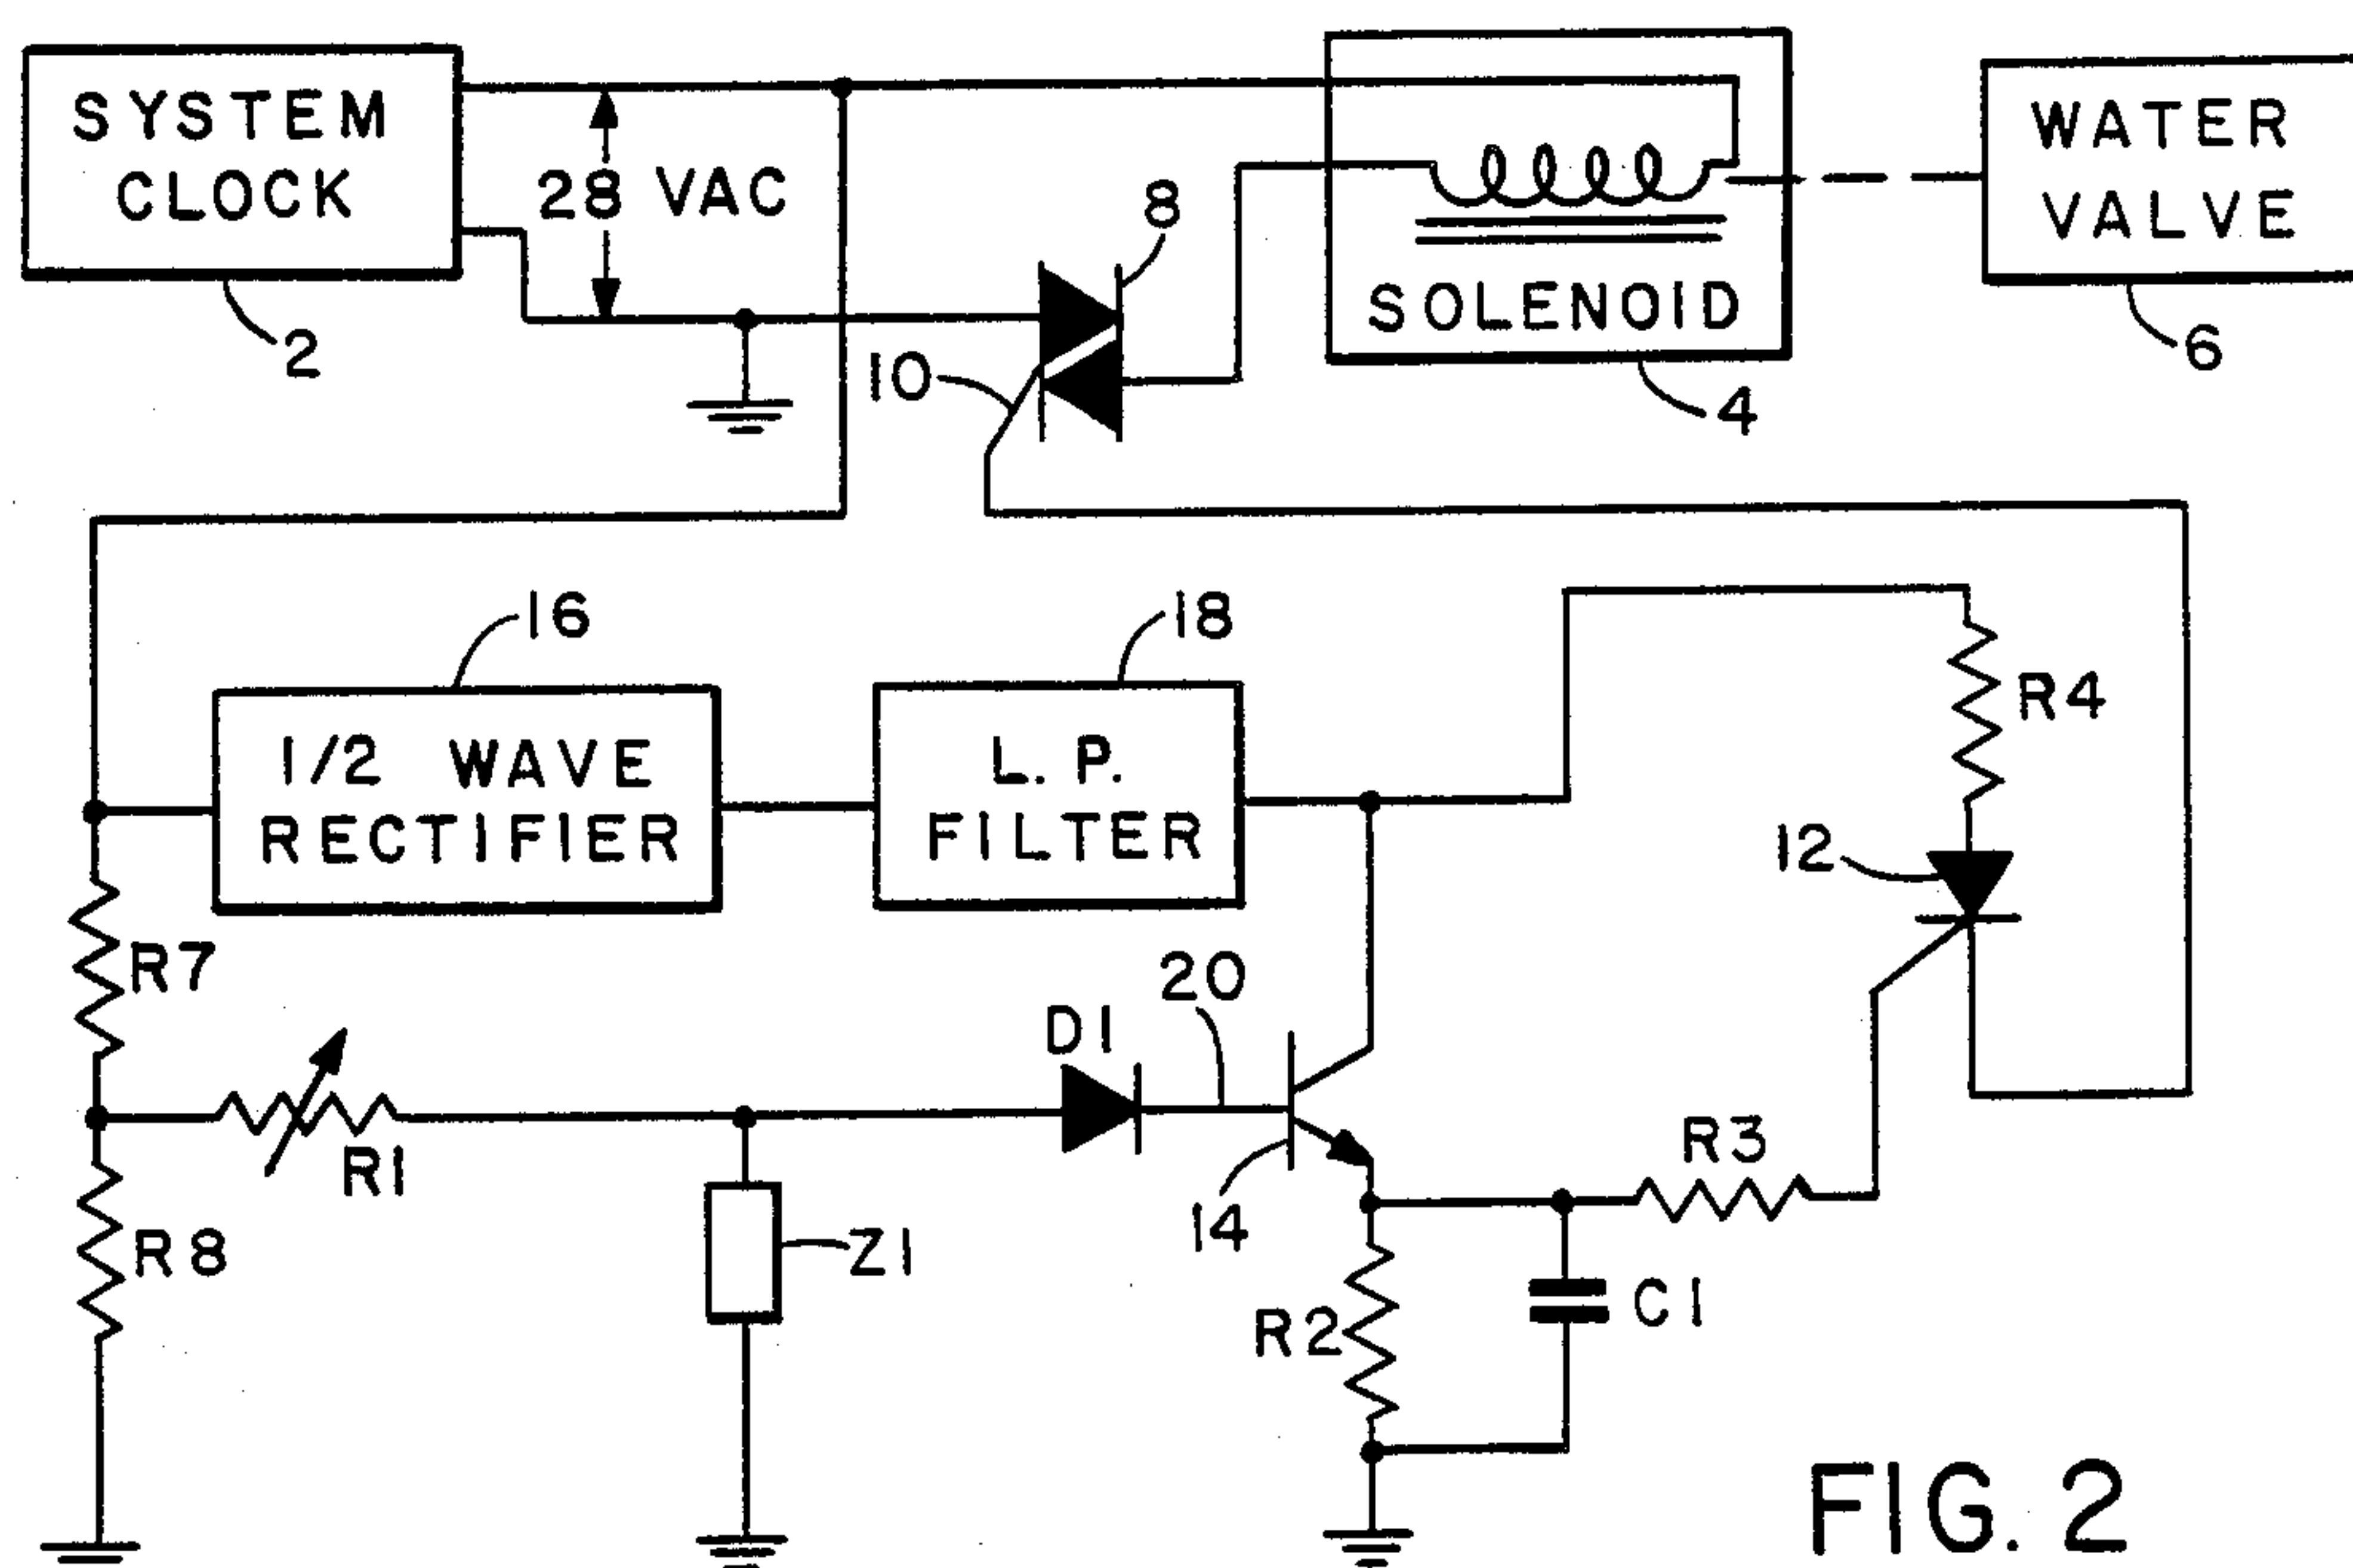 SYSTEM
CLOCK
2
28 VAC
8
10
SOLENOID
4
WATER
VALVE
6
16
1/2 WAVE
RECTIFIER
18
L. P.
FILTER
R4
12
R7
R1
R8
Z1
D1
20
14
R3
R2
C1
FIG. 2